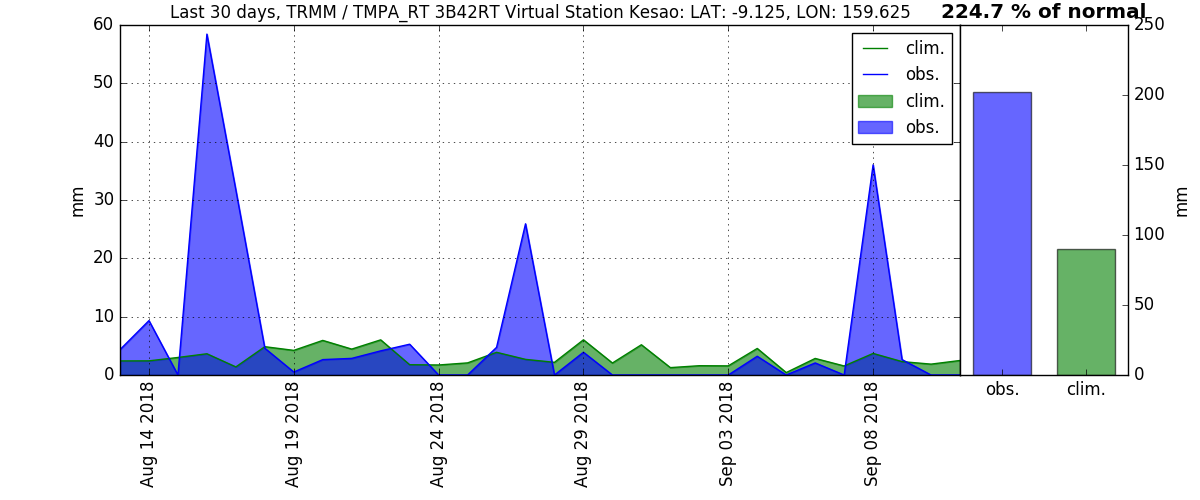 Last 30 days, TRMM / TMPA_RT 3B42RT Virtual Station Kesao: LAT: -9.125, LON: 159.625
224.7 % of normal
60
50
40
30
20
10
0
mm
clim.
obs.
clim.
obs.
250
200
150
100
50
0
mm
Aug 14 2018
Aug 19 2018
Aug 24 2018
Aug 29 2018
Sep 03 2018
Sep 08 2018
obs.
clim.